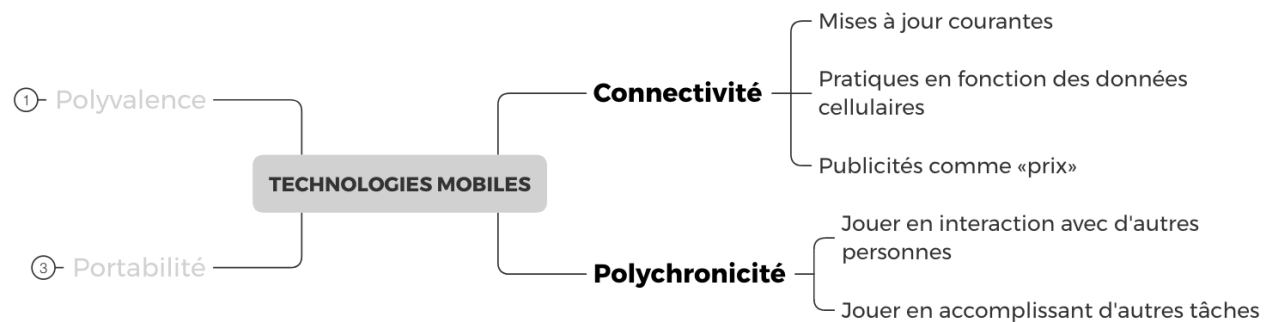 Mises à jour courantes
Pratiques en fonction des données
cellulaires
Connectivité
Publicités comme «prix»
1
Polyvalence
TECHNOLOGIES MOBILES
3
Portabilité
Jouer en interaction avec d'autres
personnes
Polychronicité
Jouer en accomplissant d'autres tâches